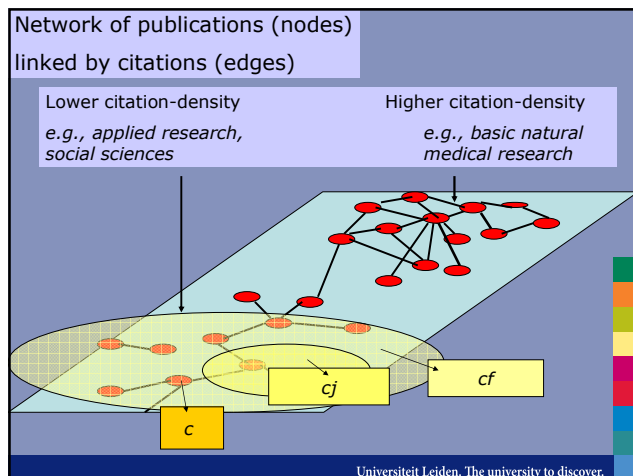 Network of publications (nodes)
linked by citations (edges)
Lower citation-density
e.g., applied research,
social sciences
Higher citation-density
e.g., basic natural
medical research
cj
cf
c
Universiteit Leiden. The university to discover.